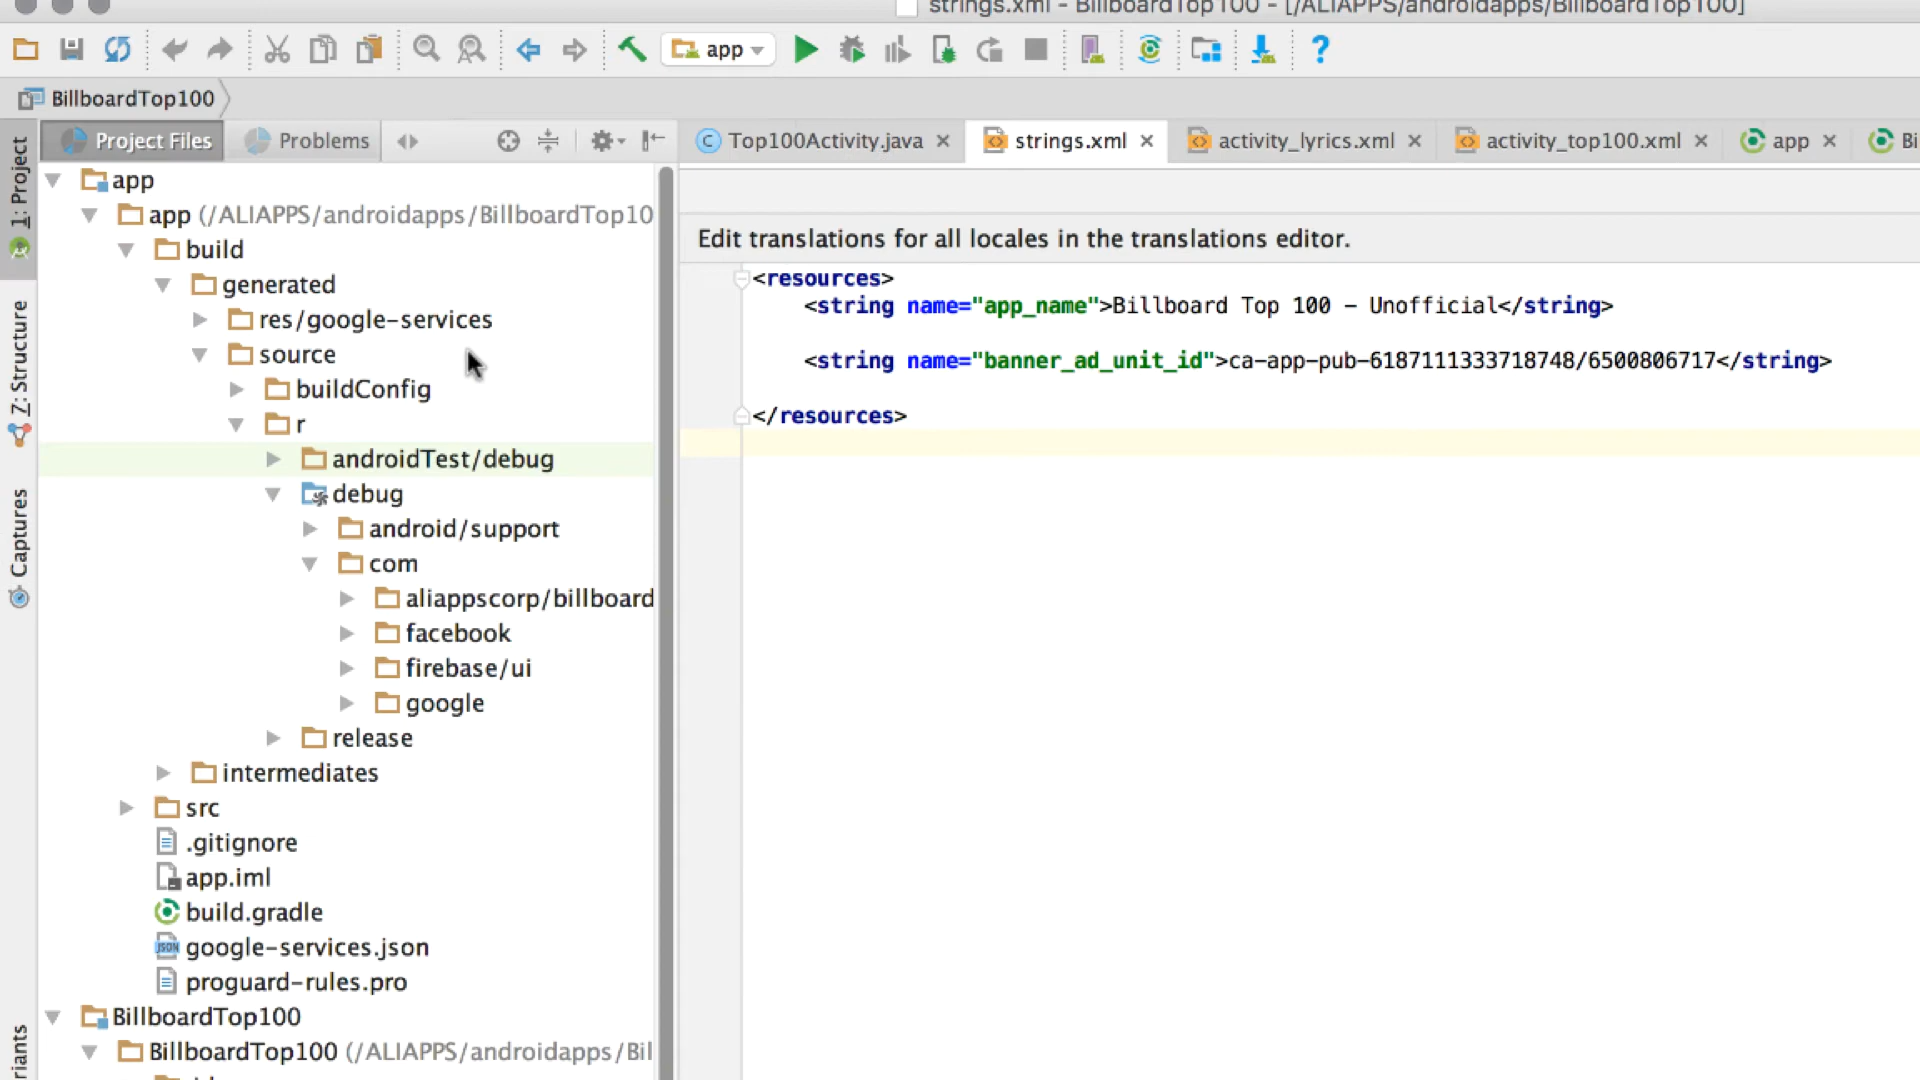 strings.xml - BillboardTop100 - [/ALIAPPS/androidapps/BillboardTop100]
app
?
BillboardTop100
Project Files
Problems
Top100Activity.java
strings.xml
activity_lyrics.xml
activity_top100.xml
app
Bi
1: Project
Z: Structure
Captures
riants
app
app (/ALIAPPS/androidapps/BillboardTop10
build
generated
res/google-services
source
buildConfig
r
androidTest/debug
debug
android/support
com
aliappscorp/billboard
facebook
firebase/ui
google
release
intermediates
src
.gitignore
app.iml
build.gradle
JSON google-services.json
proguard-rules.pro
BillboardTop100
BillboardTop100 (/ALIAPPS/androidapps/Bil
Edit translations for all locales in the translations editor.
<resources>
<string name="app_name">Billboard Top 100 - Unofficial</string>
<string name="banner_ad_unit_id">ca-app-pub-6187111333718748/6500806717</string>
</resources>